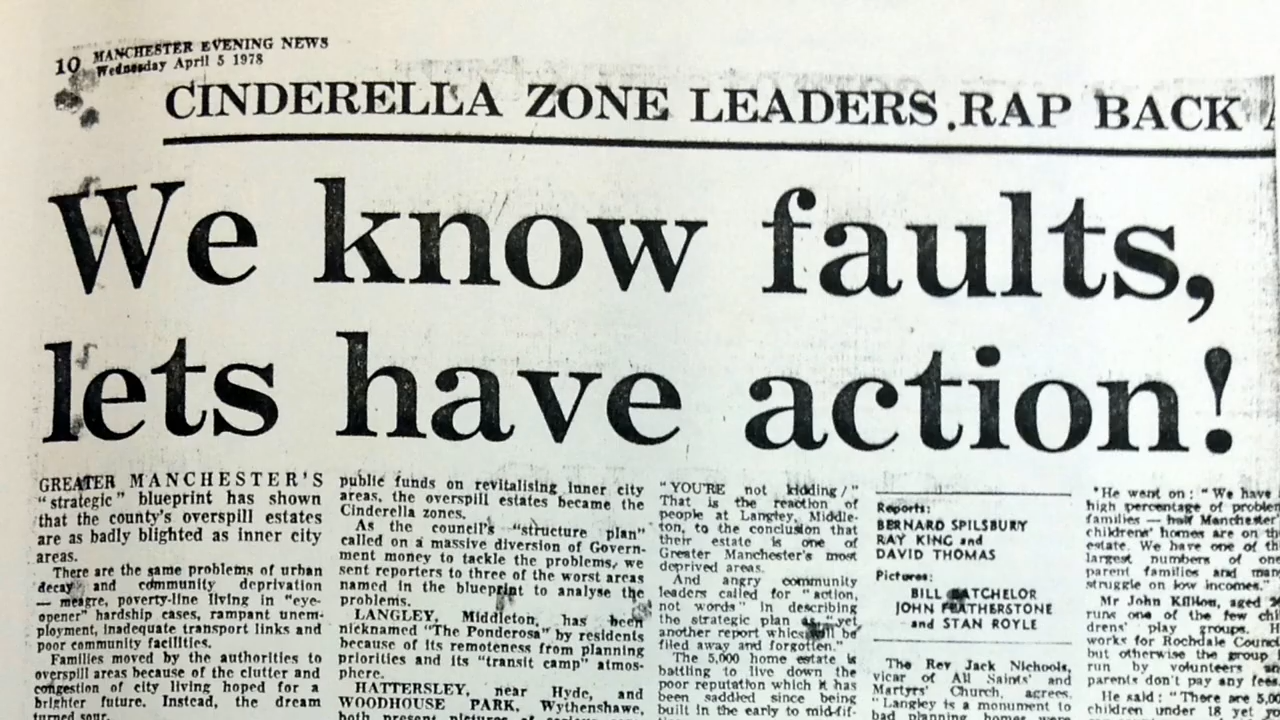 10 MANCHESTER EVENING NEWS
Wednesday April 5 1978
CINDERELLA ZONE LEADERS RAP BACK
We know faults,
lets have action!
GREATER MANCHESTER'S
"strategic" blueprint has shown
that the county's overspill estates
are as badly blighted as inner city
areas.
There are the same problems of urban
decay and community deprivation
— meagre, poverty-line living in "eye-
opener" hardship cases, rampant unem-
ployment, inadequate transport links and
poor community facilities.
Families moved by the authorities to
overspill areas because of the clutter and
congestion of city living hoped for a
brighter future. Instead, the dream
turned sour.
public funds on revitalising inner city
areas, the overspill estates became the
Cinderella zones.
As the council's "structure plan"
called on a massive diversion of Govern-
ment money to tackle the problems, we
sent reporters to three of the worst areas
named in the blueprint to analyse the
problems.
LANGLEY, Middleton, has been
nicknamed "The Ponderosa" by residents
because of its remoteness from planning
priorities and its "transit camp" atmos-
phere.
HATTERSLEY, near Hyde, and
WOODHOUSE PARK, Wythenshawe,
both present pictures of
"YOU'RE not kidding!"
That is the reaction of
people at Langley, Middle-
ton, to the conclusion that
their estate is one of
Greater Manchester's most
deprived areas.
And angry community
leaders called for "action,
not words" in describing
the strategic plan as "yet
another report which will be
filed away and forgotten."
The 5,000 home estate is
battling to live down the
poor reputation which it has
been saddled since being
built in the early to mid-fif-
Reports:
BERNARD SPILSBURY
RAY KING and
DAVID THOMAS
Pictures:
BILL BATCHELOR
JOHN FEATHERSTONE
and STAN ROYLE
The Rev Jack Nichools,
vicar of All Saints' and
Martyrs' Church, agrees.
"Langley is a monument to
bad planning homes were
"He went on: "We have
high percentage of problem
families — half Manchester
childrens' homes are on th
estate. We have one of th
largest numbers of one
parent families and man
struggle on low incomes."
Mr John Killion, aged
runs one of the few chi
drens' play groups. H
works for Rochdale Counci
but otherwise the group
run by volunteers an
parents don't pay any fees.
He said: "There are 5,00
children under 18 yet